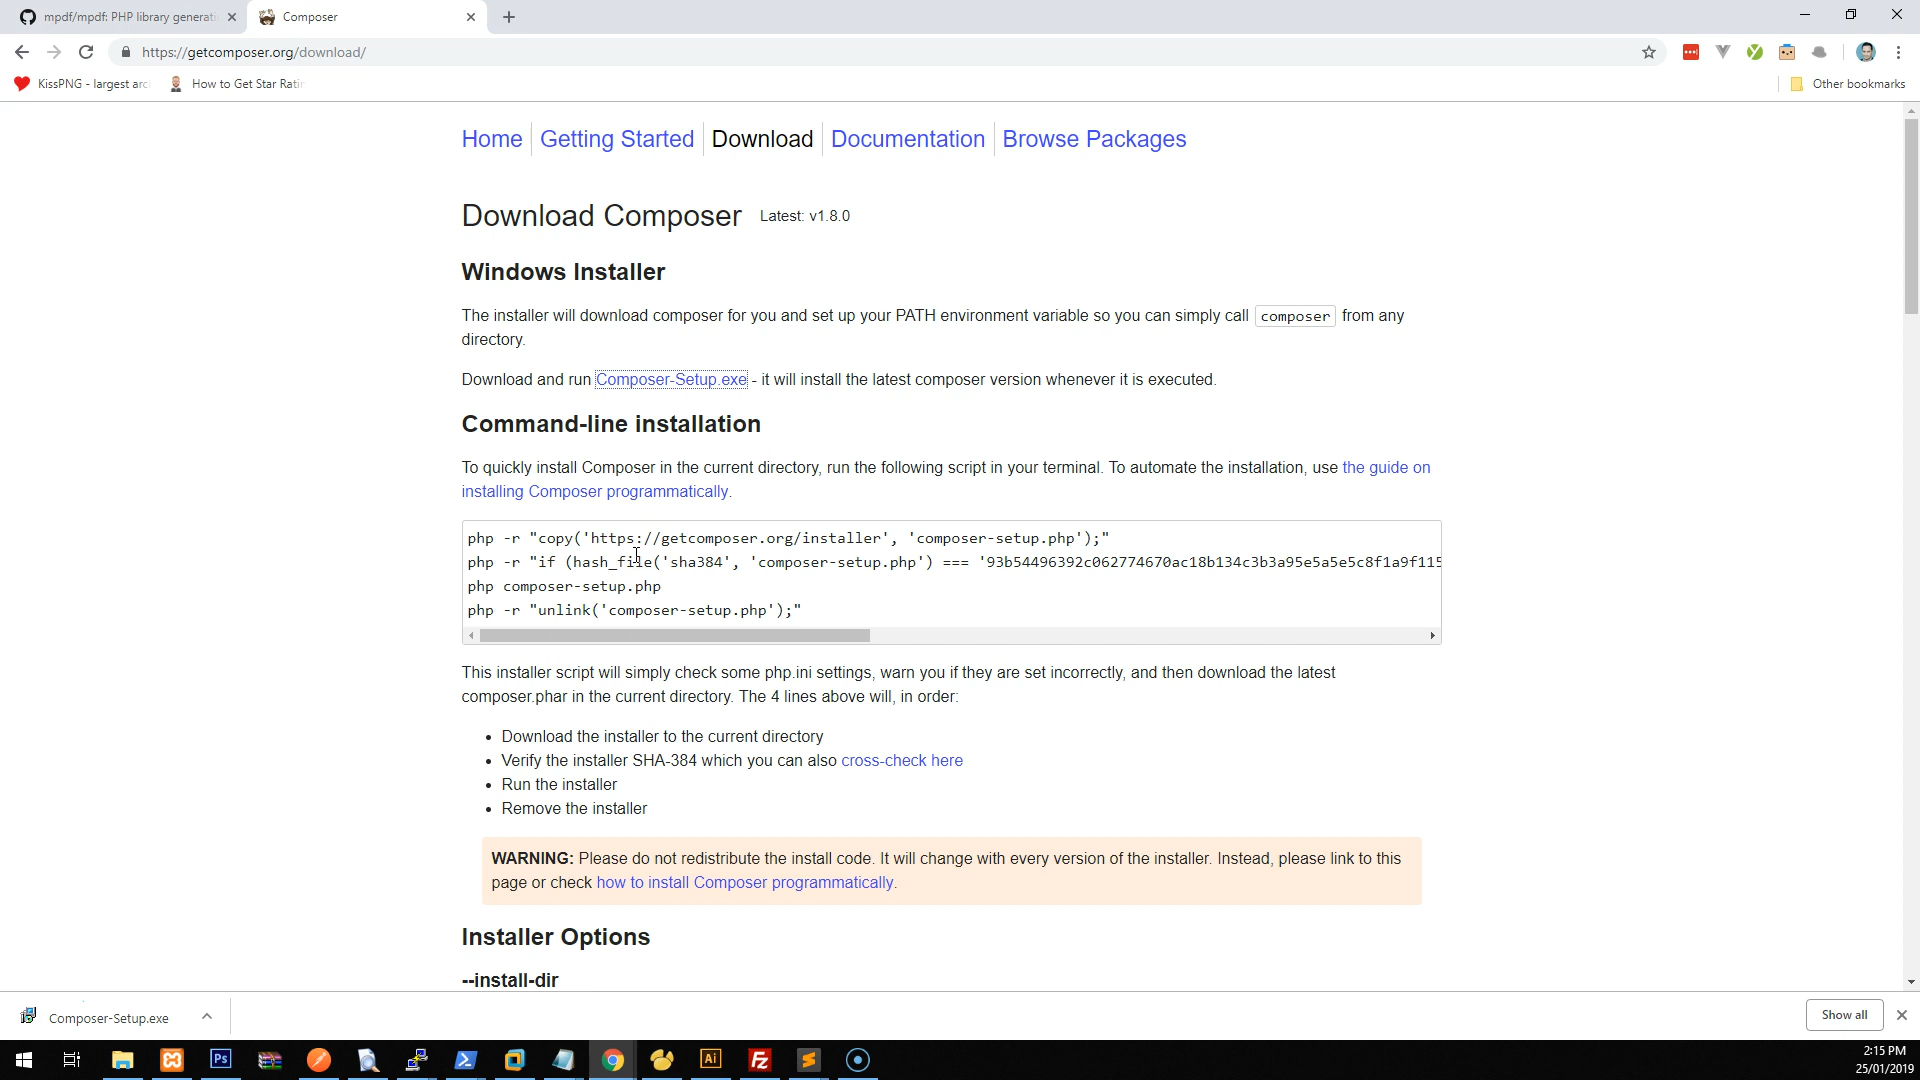 mpdf/mpdf: PHP library generati
Composer
https://getcomposer.org/download/
KissPNG - largest arc
How to Get Star Ratin
Other bookmarks
Home
Getting Started
Download
Documentation
Browse Packages
Download Composer Latest: v1.8.0
Windows Installer
The installer will download composer for you and set up your PATH environment variable so you can simply call composer from any
directory.
Download and run Composer-Setup.exe - it will install the latest composer version whenever it is executed.
Command-line installation
To quickly install Composer in the current directory, run the following script in your terminal. To automate the installation, use the guide on
installing Composer programmatically.
php -r "copy('https://getcomposer.org/installer', 'composer-setup.php');"
php -r "if (hash_file('sha384', 'composer-setup.php') === '93b54496392c062774670ac18b134c3b3a95e5a5e5c8f1a9f115
php composer-setup.php
php -r "unlink('composer-setup.php');"
This installer script will simply check some php.ini settings, warn you if they are set incorrectly, and then download the latest
composer.phar in the current directory. The 4 lines above will, in order:
• Download the installer to the current directory
• Verify the installer SHA-384 which you can also cross-check here
• Run the installer
• Remove the installer
WARNING: Please do not redistribute the install code. It will change with every version of the installer. Instead, please link to this
page or check how to install Composer programmatically.
Installer Options
--install-dir
Composer-Setup.exe
Show all
Ps
Ai
Fz
2:15 PM
25/01/2019